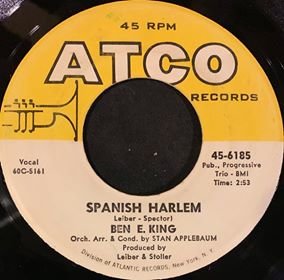 45 RPM
ATCO
RECORDS
Vocal
60C-5161
45-6185
Pub., Progressive
Trio - BMI
Time: 2:53
SPANISH HARLEM
Leiber - Spector)
BEN E. KING
Orch. Arr. & Cond. by STAN APPLEBAUM
Produced by
Leiber & Stoller
Division of ATLANTIC RECORDS, New York, N. Y.